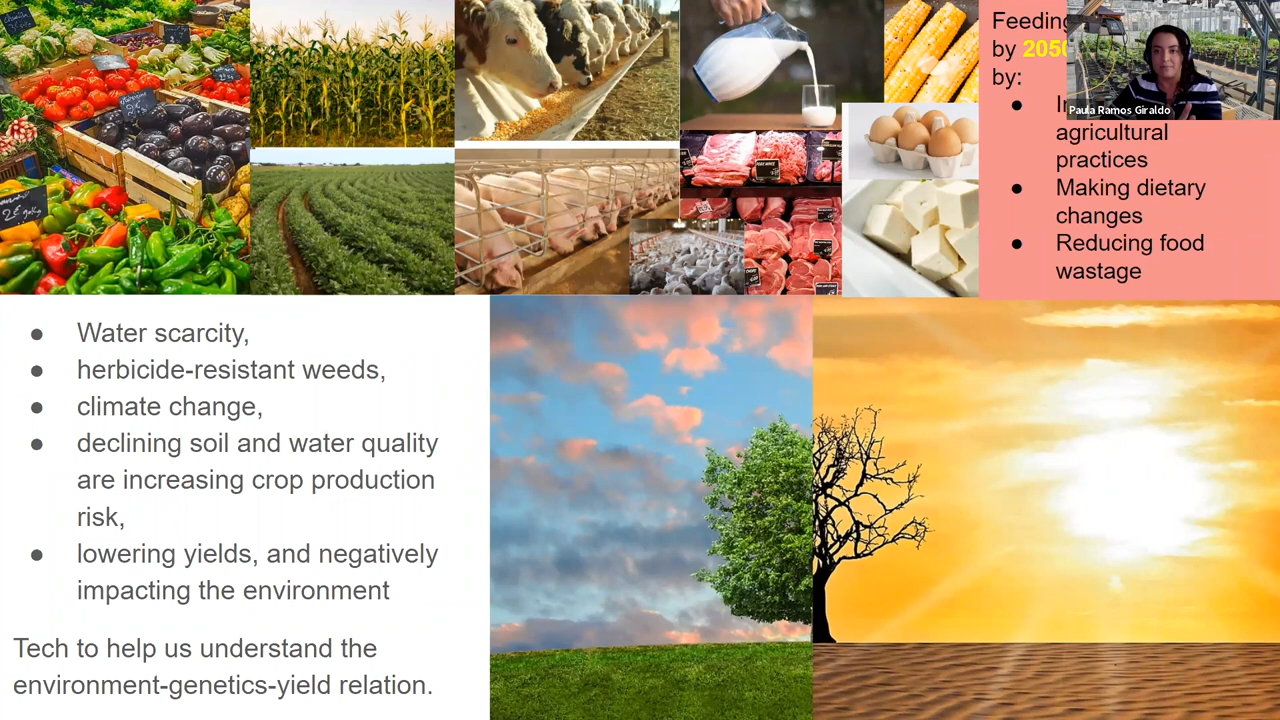 Feeding
by 2050
by:
● agricultural
practices
● Making dietary
changes
● Reducing food
wastage
Paula Ramos Giraldo
● Water scarcity,
● herbicide-resistant weeds,
● climate change,
● declining soil and water quality
are increasing crop production
risk,
● lowering yields, and negatively
impacting the environment
Tech to help us understand the
environment-genetics-yield relation.